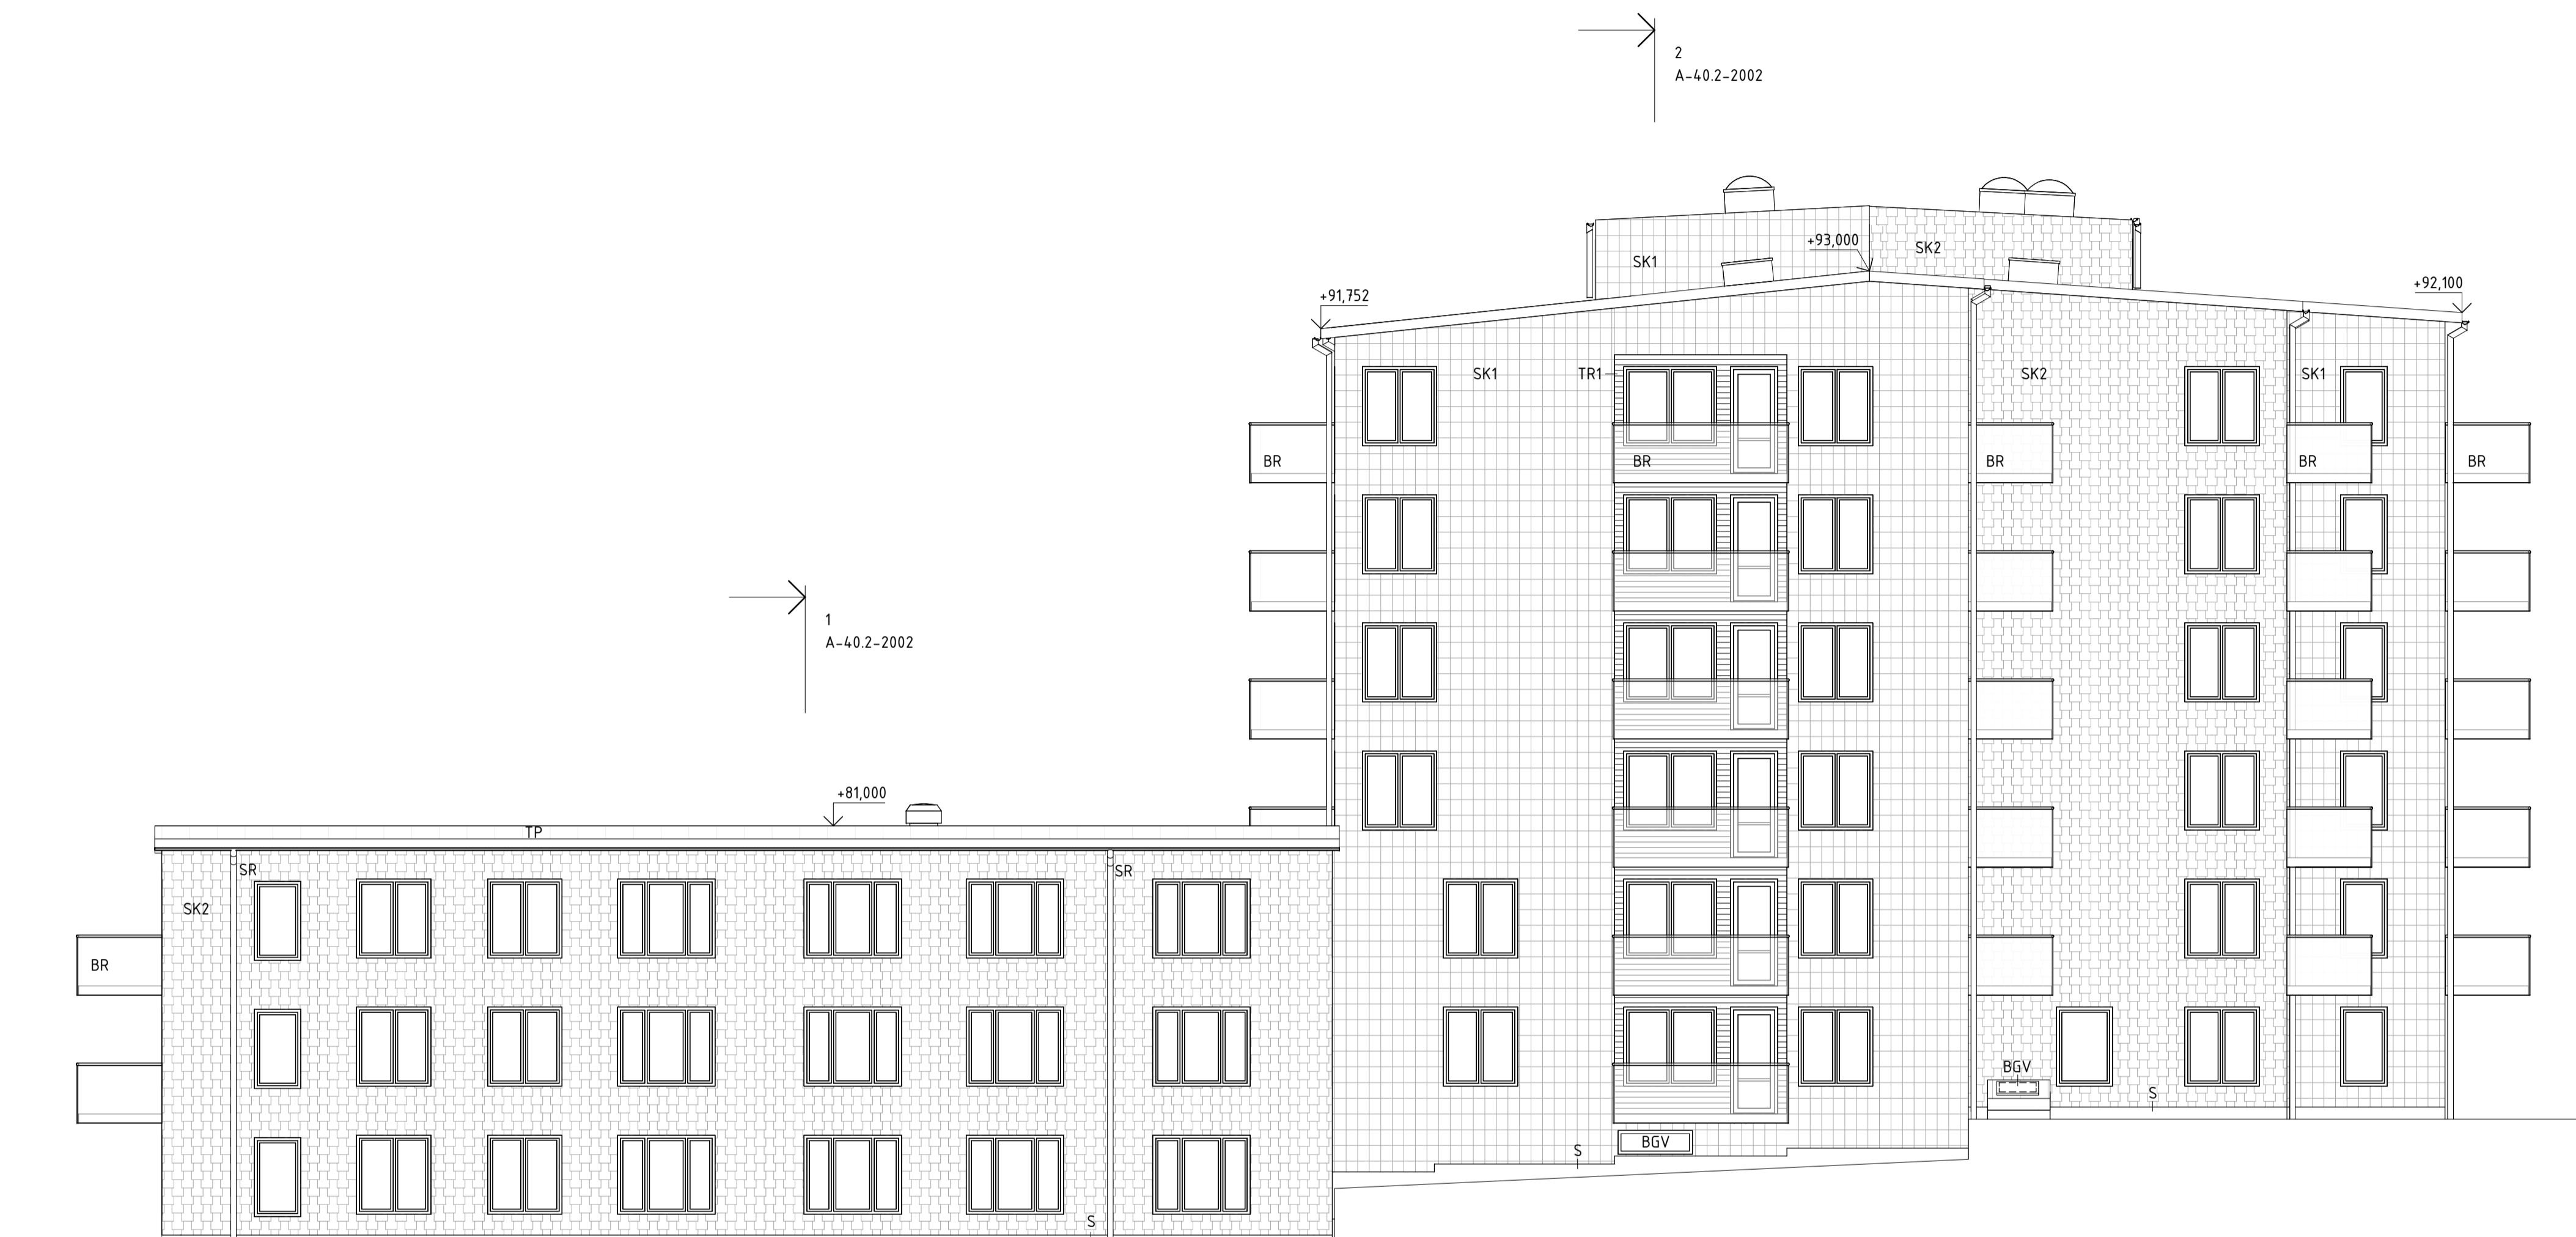 2
A-40.2-2002
+93,000
SK2
SK1
+92,100
+91,752
SK1
TR1
SK2
SK1
BR
BR
BR
BR
BR
1
A-40.2-2002
+81,000
TP
SR
SR
SK2
BR
BGV
S
BGV
S
S